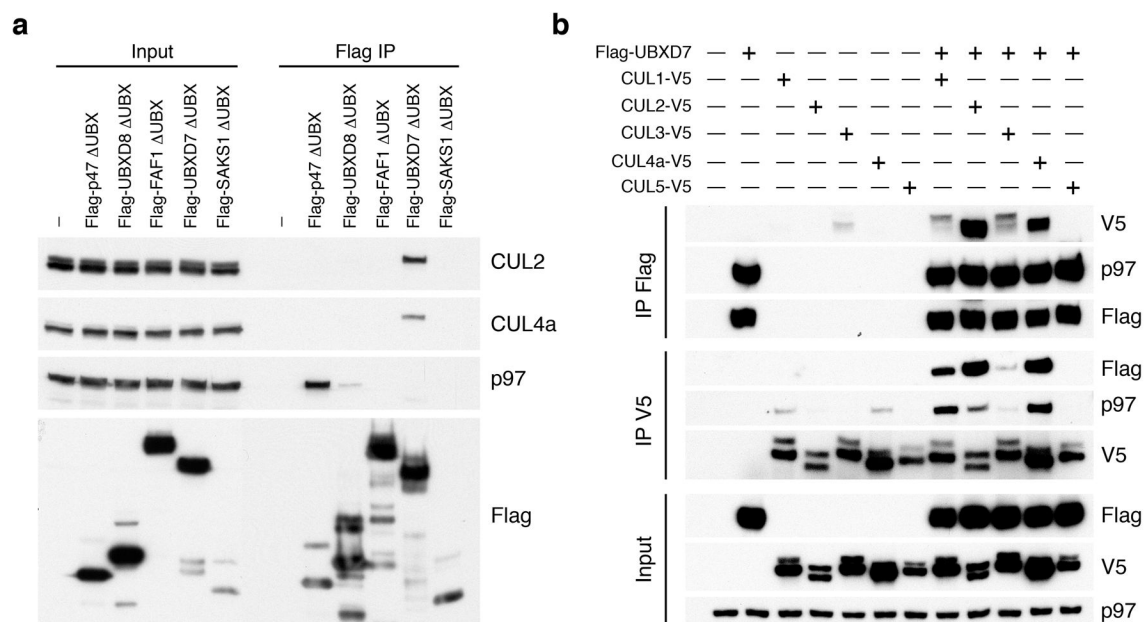 a
Input
Flag IP
–
Flag-p47 ΔUBX
Flag-UBXD8 ΔUBX
Flag-FAF1 ΔUBX
Flag-UBXD7 ΔUBX
Flag-SAKS1 ΔUBX
–
Flag-p47 ΔUBX
Flag-UBXD8 ΔUBX
Flag-FAF1 ΔUBX
Flag-UBXD7 ΔUBX
Flag-SAKS1 ΔUBX
CUL2
CUL4a
p97
Flag
b
Flag-UBXD7 — + — — — — — + + + + +
CUL1-V5 — — + — — — — + — — — —
CUL2-V5 — — — + — — — — + — — —
CUL3-V5 — — — — + — — — — + — —
CUL4a-V5 — — — — — + — — — — + —
CUL5-V5 — — — — — — + — — — — +
IP Flag
V5
p97
Flag
IP V5
Flag
p97
V5
Input
Flag
V5
p97